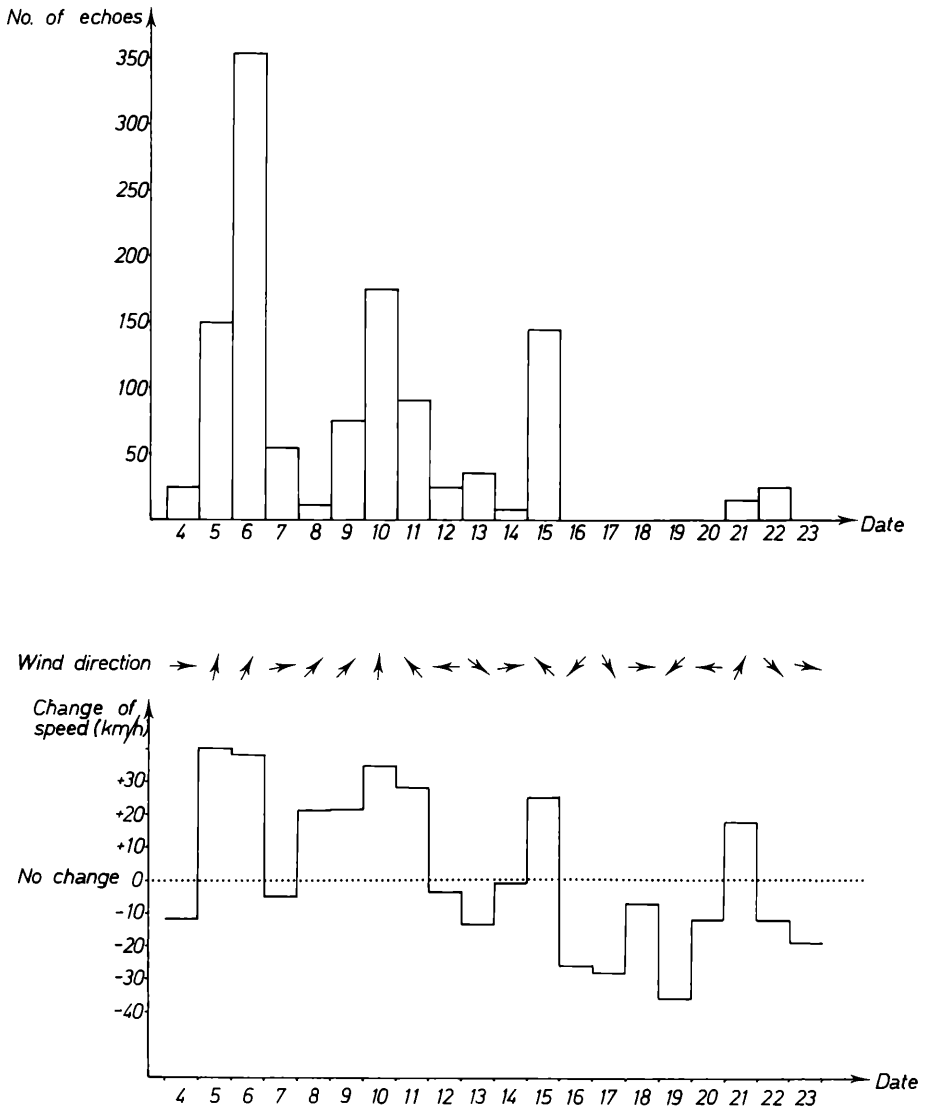 No. of echoes
350
300
250
200
150
100
50
4 5 6 7 8 9 10 11 12 13 14 15 16 17 18 19 20 21 22 23 Date
Wind direction
Change of
speed (km/h)
+30
+20
+10
No change 0
-10
-20
-30
-40
4 5 6 7 8 9 10 11 12 13 14 15 16 17 18 19 20 21 22 23 Date